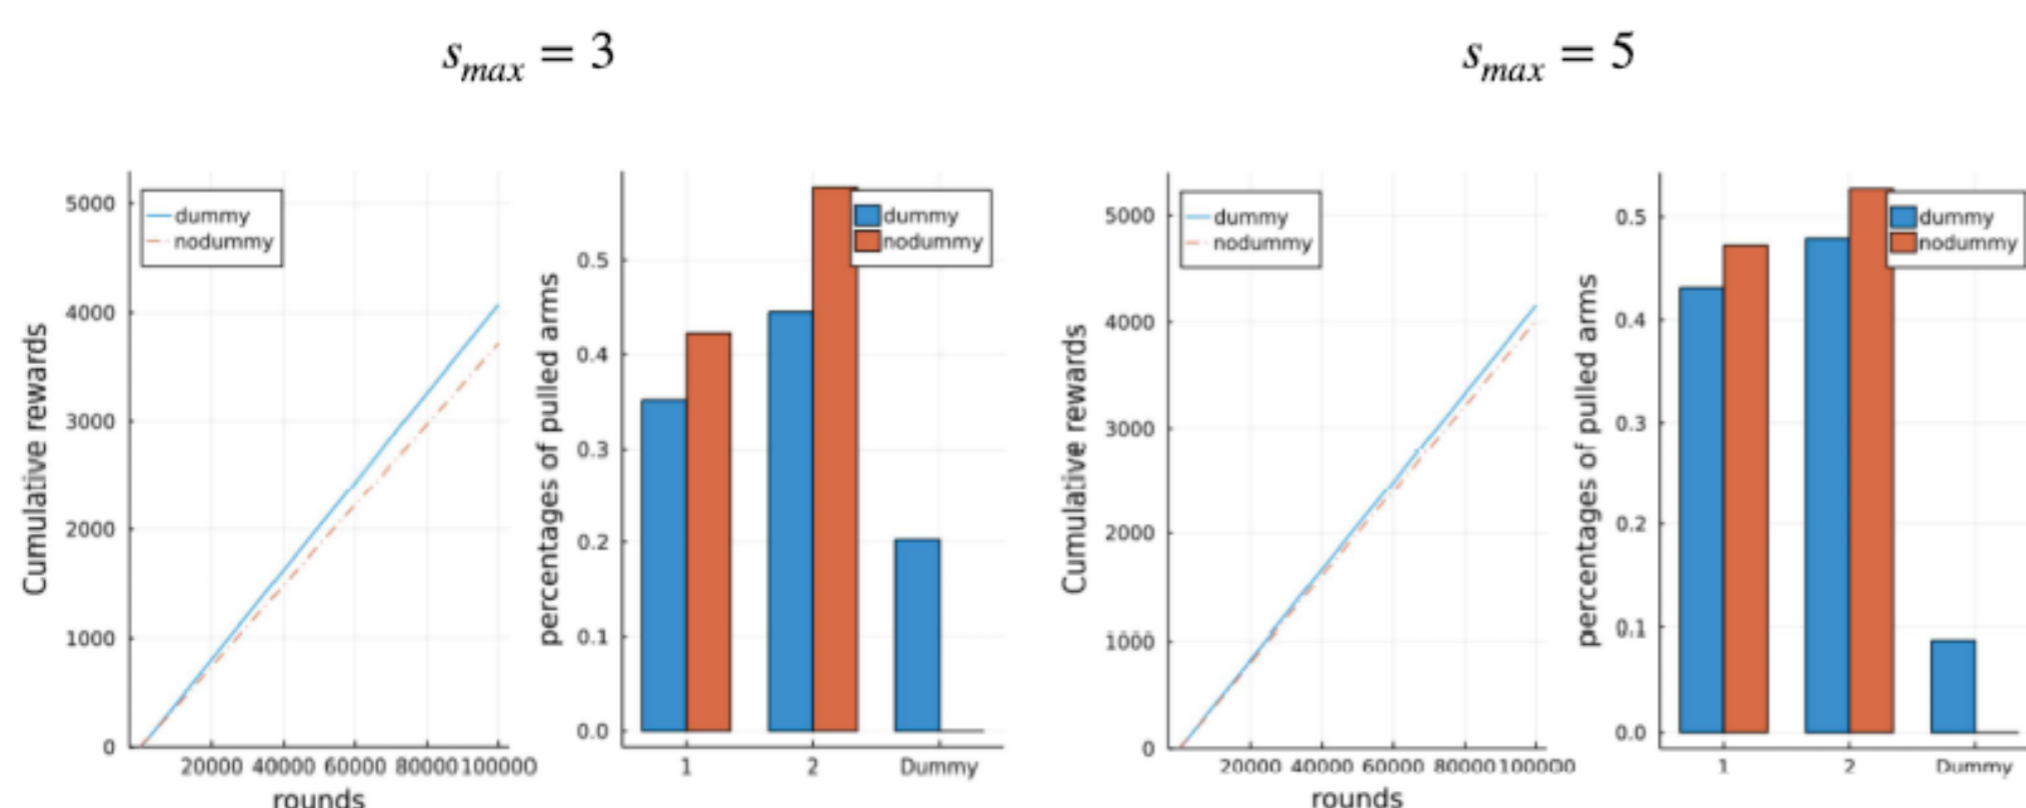 s_max = 3
s_max = 5
Cumulative rewards
5000
4000
3000
2000
1000
0
dummy
nodummy
20000 40000 60000 80000 100000
rounds
percentages of pulled arms
0.5
0.4
0.3
0.2
0.1
0.0
dummy
nodummy
1 2 Dummy
Cumulative rewards
5000
4000
3000
2000
1000
0
dummy
nodummy
20000 40000 60000 80000 100000
rounds
percentages of pulled arms
0.5
0.4
0.3
0.2
0.1
0.0
dummy
nodummy
1 2 Dummy